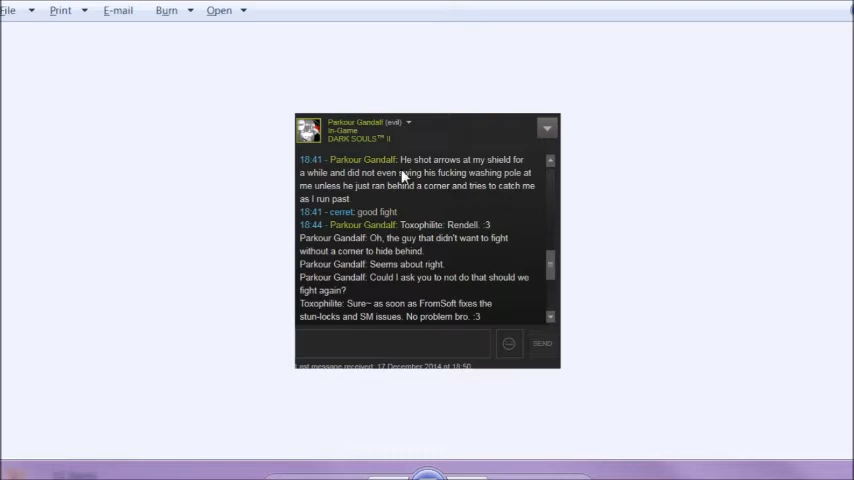 File Print E-mail Burn Open
Parkour Gandalf (evil)
In-Game
DARK SOULS™ II
18:41 - Parkour Gandalf: He shot arrows at my shield for
a while and did not even swing his fucking washing pole at
me unless he just ran behind a corner and tries to catch me
as I run past
18:41 - cerret: good fight
18:44 - Parkour Gandalf: Toxophilite: Rendell. :3
Parkour Gandalf: Oh, the guy that didn't want to fight
without a corner to hide behind.
Parkour Gandalf: Seems about right.
Parkour Gandalf: Could I ask you to not do that should we
fight again?
Toxophilite: Sure~ as soon as FromSoft fixes the
stun-locks and SM issues. No problem bro. :3
SEND
Last message received: 17 December 2014 at 18:50